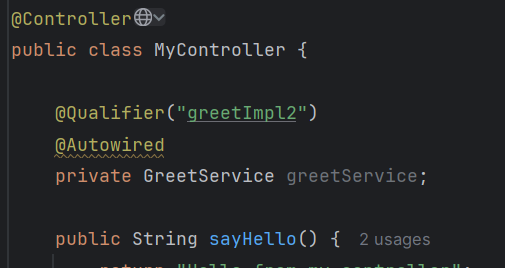 @Controller
public class MyController {
@Qualifier("greetImpl2")
@Autowired
private GreetService greetService;
public String sayHello() { 2 usages
return "Hello from my controller";